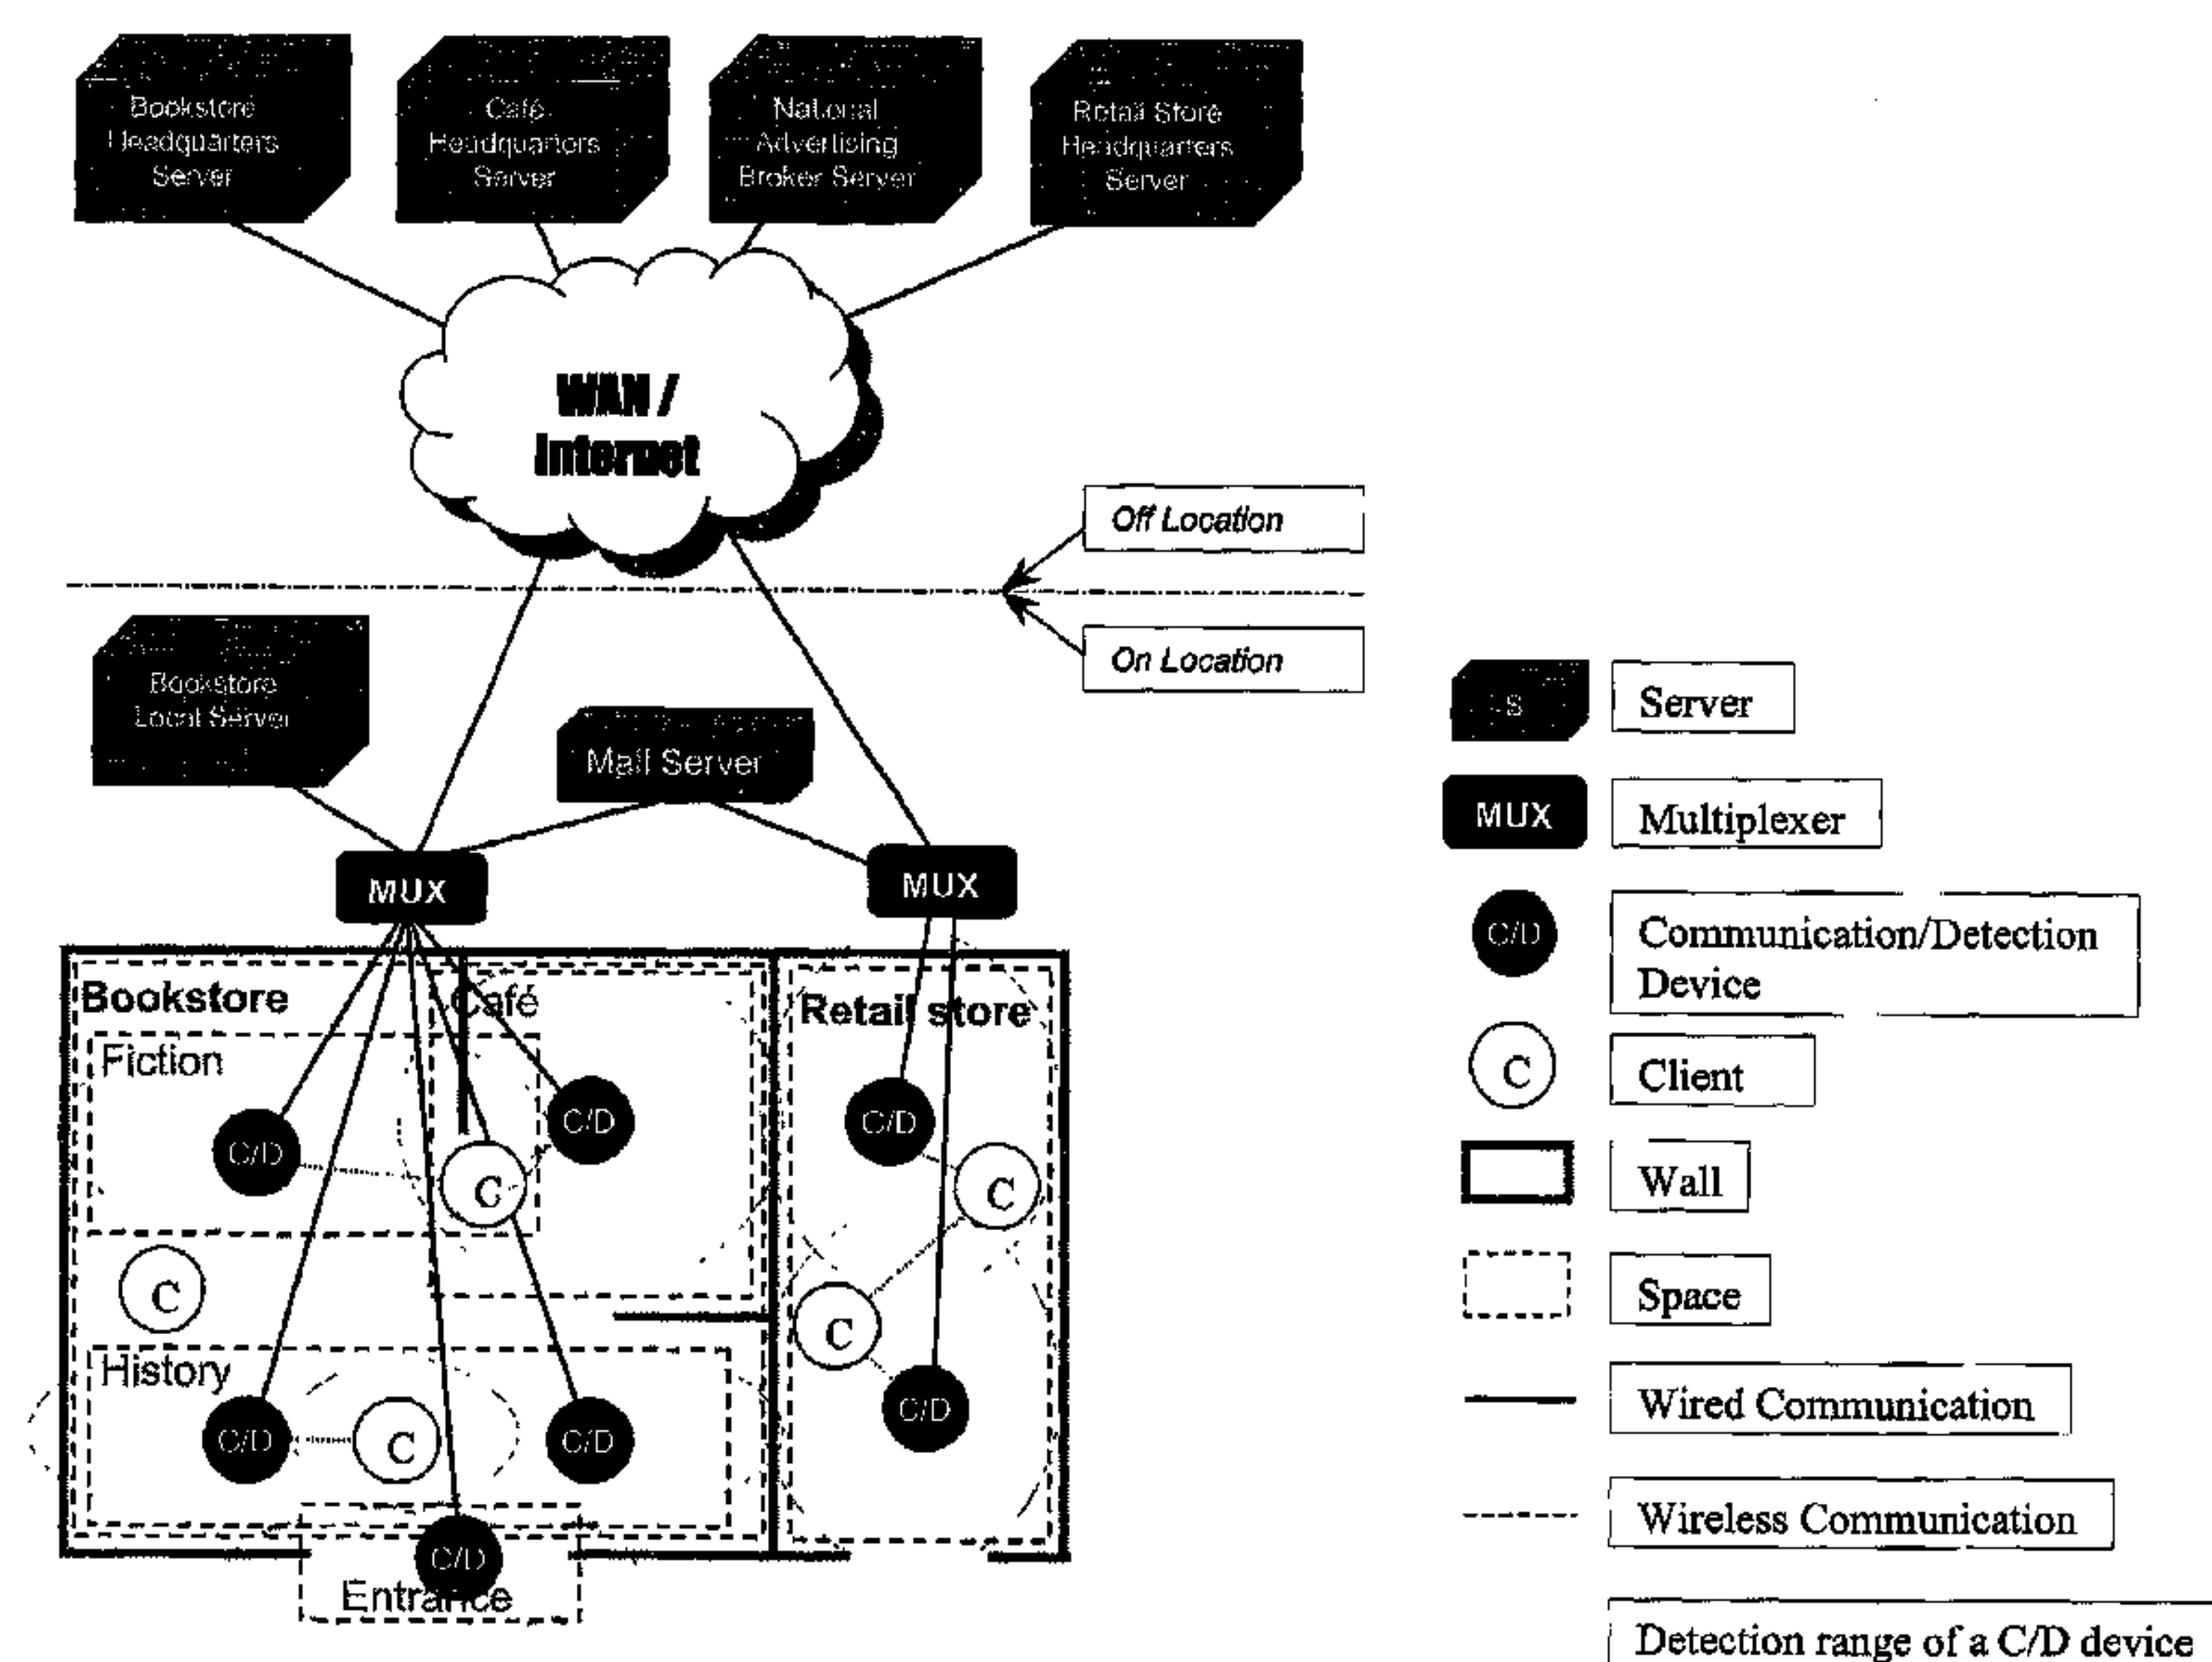 Bookstore
Headquarters
Server
Café
Headquarters
Server
National
Advertising
Broker Server
Retail Store
Headquarters
Server
WAN /
Internet
Off Location
On Location
Bookstore
Local Server
Mall Server
MUX
MUX
Bookstore
Café
Retail store
Fiction
C/D
C/D
C/D
C
C
C
C
History
C/D
C
C/D
C/D
C/D
Entrance
S
Server
MUX
Multiplexer
C/D
Communication/Detection
Device
C
Client
Wall
Space
Wired Communication
Wireless Communication
Detection range of a C/D device